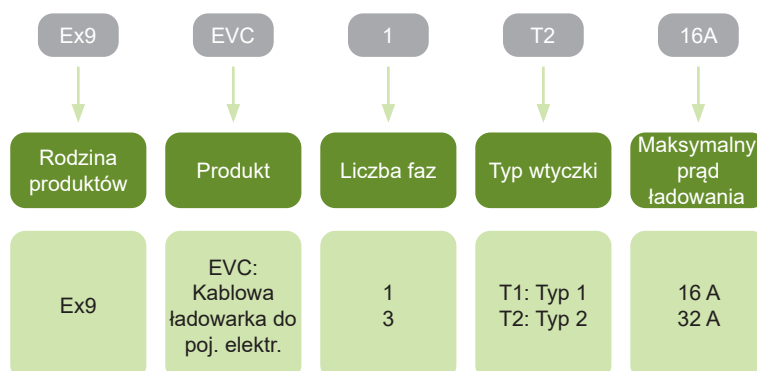 Ex9 EVC 1 T2 16A
Rodzina
produktów
Produkt
Liczba faz
Typ wtyczki
Maksymalny
prąd
ładowania
Ex9
EVC:
Kablowa
ładowarka do
poj. elektr.
1
3
T1: Typ 1
T2: Typ 2
16 A
32 A